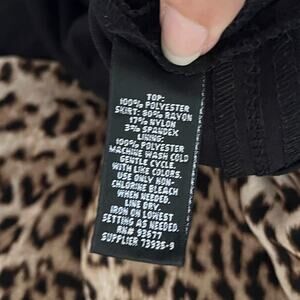 TOP:
100% POLYESTER
SKIRT: 80% RAYON
17% NYLON
3% SPANDEX
LINING:
100% POLYESTER
MACHINE WASH COLD
GENTLE CYCLE.
WITH LIKE COLORS.
USE ONLY NON-
CHLORINE BLEACH
WHEN NEEDED.
LINE DRY.
IRON ON LOWEST
SETTING AS NEEDED.
RN# 93677
SUPPLIER 73935-9